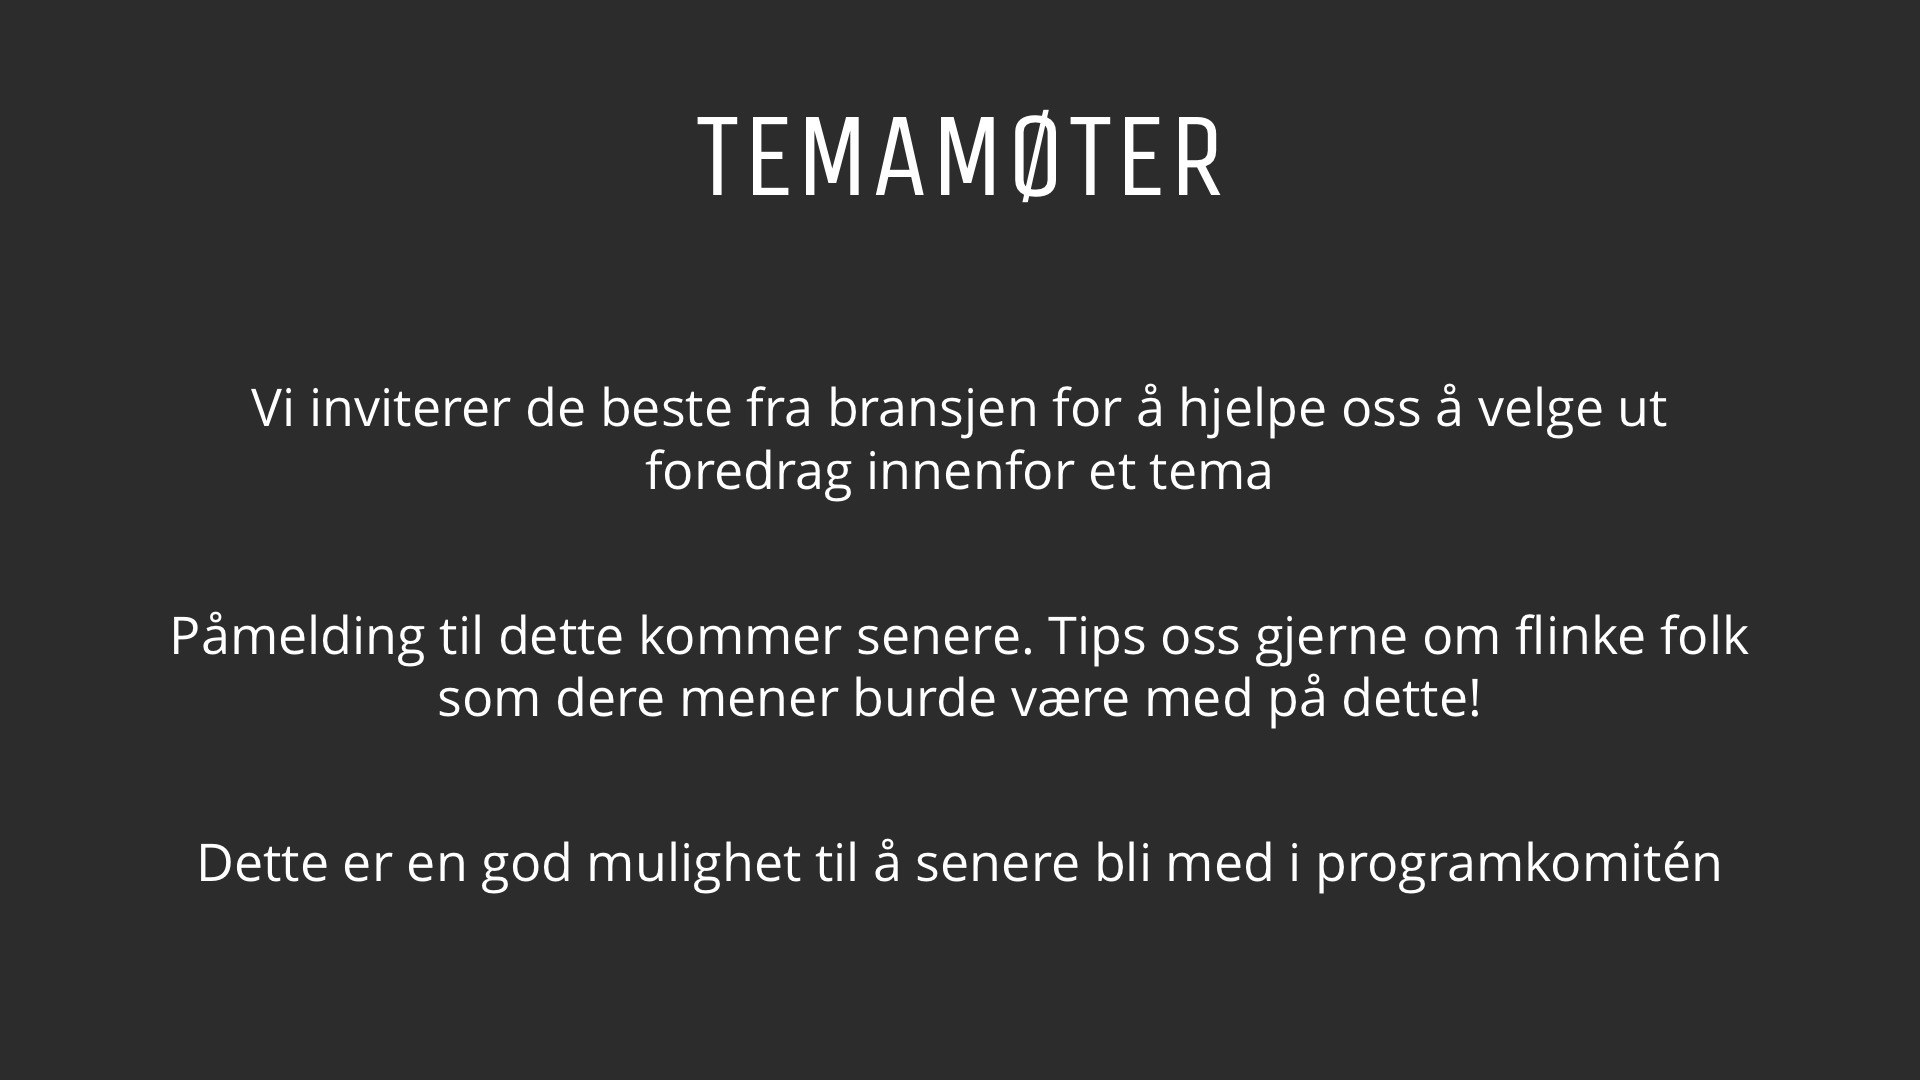 TEMAMØTER
Vi inviterer de beste fra bransjen for å hjelpe oss å velge ut
foredrag innenfor et tema
Påmelding til dette kommer senere. Tips oss gjerne om flinke folk
som dere mener burde være med på dette!
Dette er en god mulighet til å senere bli med i programkomitén